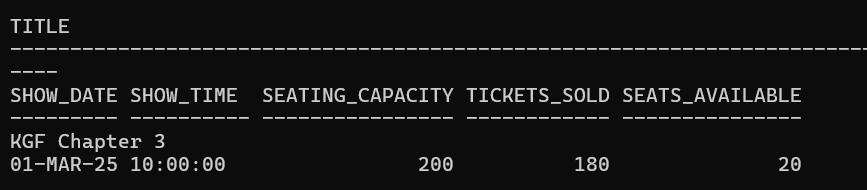 TITLE
--------------------------------------------------------------------------------
----
SHOW_DATE SHOW_TIME  SEATING_CAPACITY TICKETS_SOLD SEATS_AVAILABLE
--------- ---------- ---------------- ------------ ---------------
KGF Chapter 3
01-MAR-25 10:00:00                200          180              20